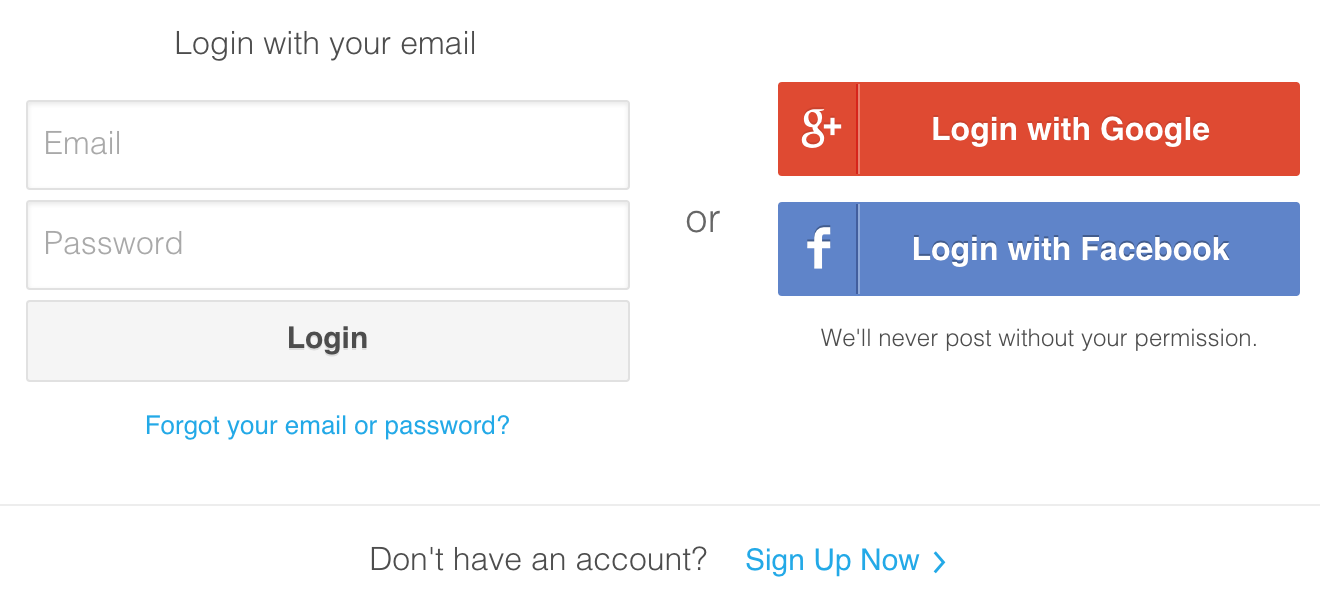 Login with your email
Email
Password
Login
Forgot your email or password?
or
g+ Login with Google
f Login with Facebook
We'll never post without your permission.
Don't have an account? Sign Up Now >